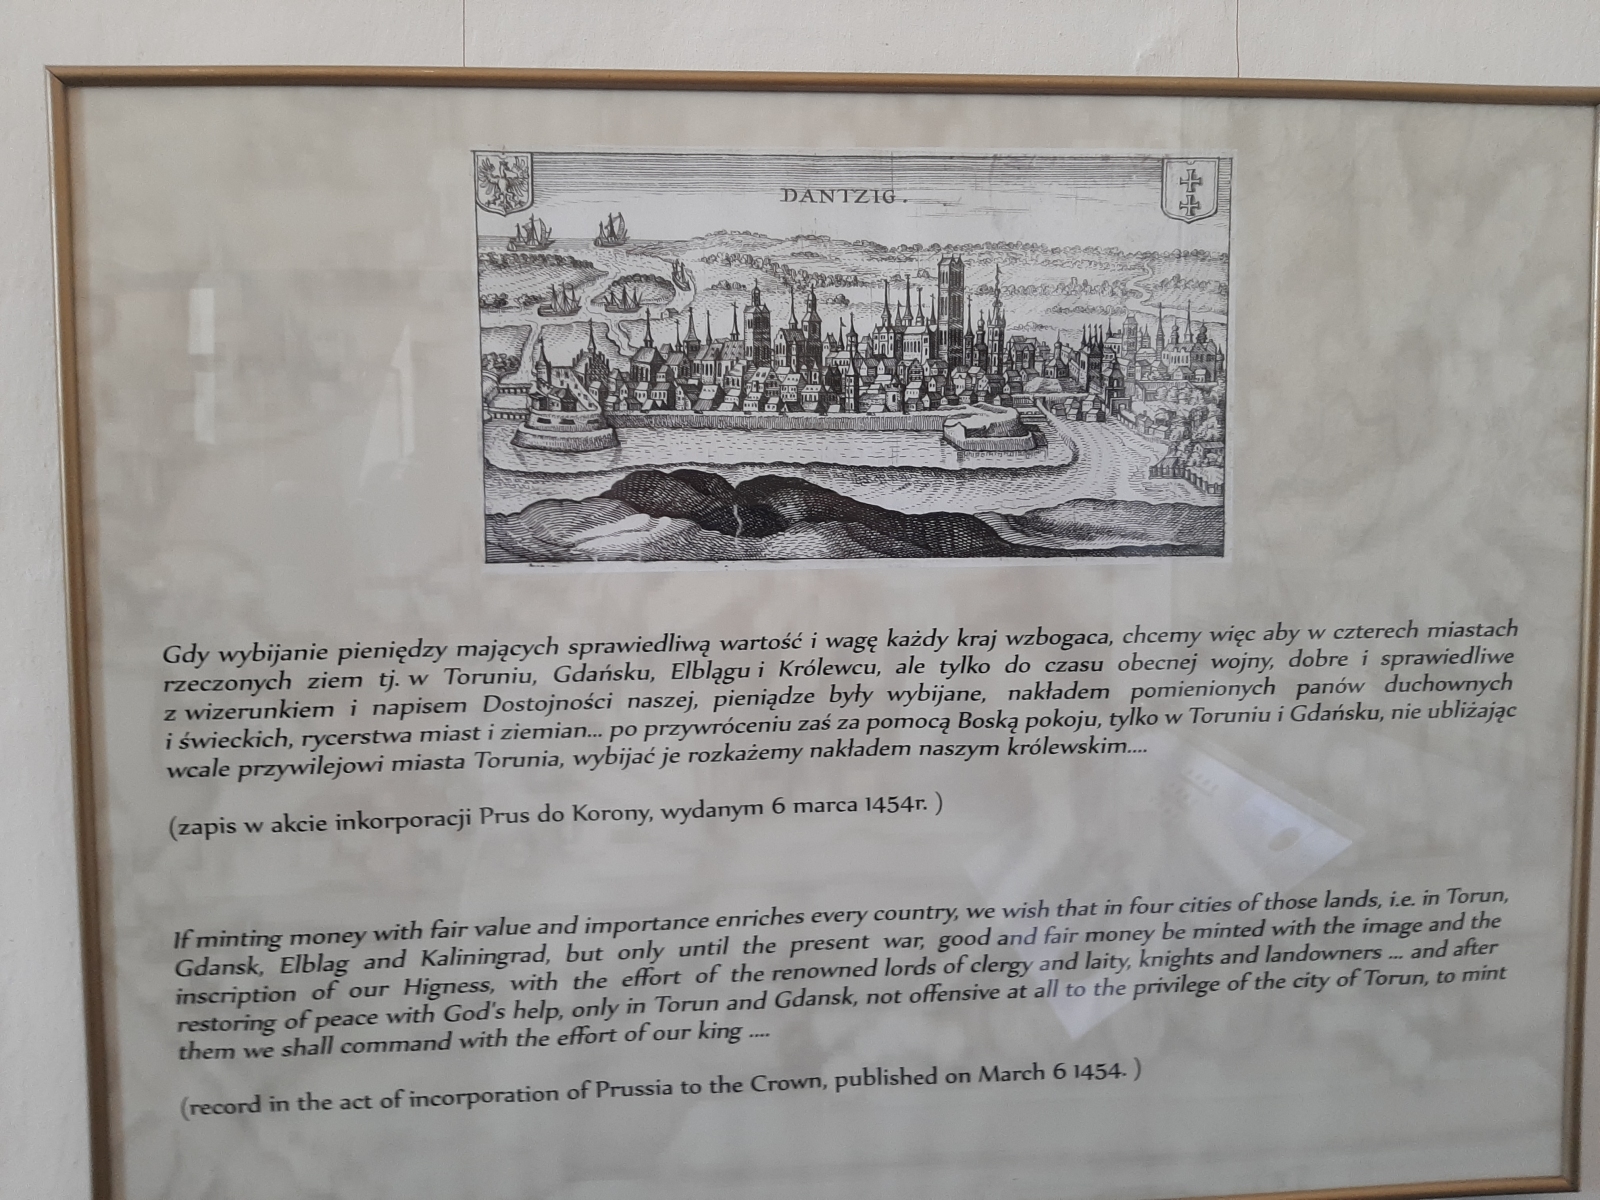 DANTZIG.
Gdy wybijanie pieniędzy mających sprawiedliwą wartość i wagę każdy kraj wzbogaca, chcemy więc aby w czterech miastach
rzeczonych ziem tj. w Toruniu, Gdańsku, Elblągu i Królewcu, ale tylko do czasu obecnej wojny, dobre i sprawiedliwe
z wizerunkiem i napisem Dostojności naszej, pieniądze były wybijane, nakładem pomienionych panów duchownych
i świeckich, rycerstwa miast i ziemian... po przywróceniu zaś za pomocą Boską pokoju, tylko w Toruniu i Gdańsku, nie ubliżając
wcale przywilejowi miasta Torunia, wybijać je rozkażemy nakładem naszym królewskim....
(zapis w akcie inkorporacji Prus do Korony, wydanym 6 marca 1454r. )
If minting money with fair value and importance enriches every country, we wish that in four cities of those lands, i.e. in Torun,
Gdansk, Elblag and Kaliningrad, but only until the present war, good and fair money be minted with the image and the
inscription of our Higness, with the effort of the renowned lords of clergy and laity, knights and landowners ... and after
restoring of peace with God's help, only in Torun and Gdansk, not offensive at all to the privilege of the city of Torun, to mint
them we shall command with the effort of our king ....
(record in the act of incorporation of Prussia to the Crown, published on March 6 1454. )